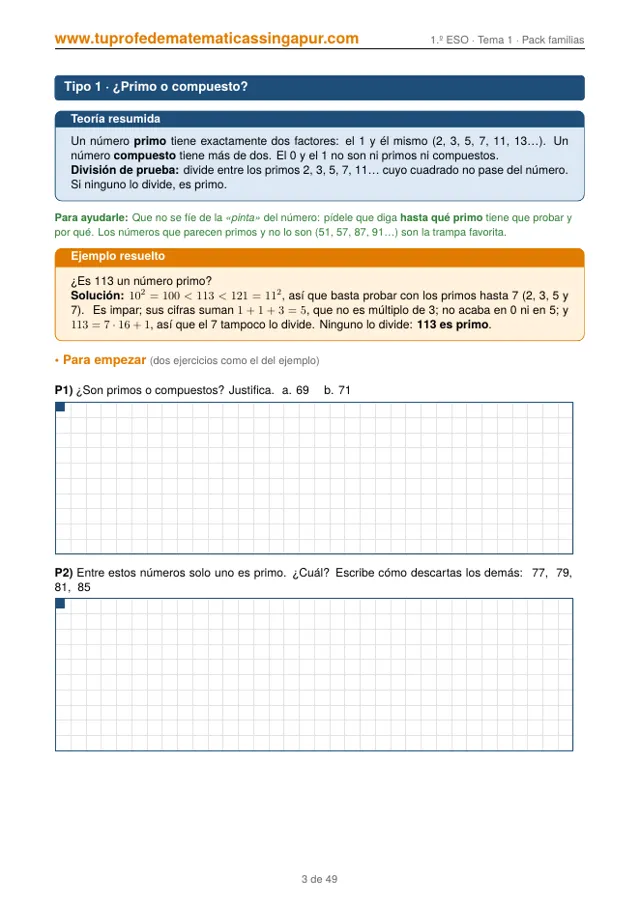 www.tuprofedematematicassingapur.com
1.º ESO · Tema 1 · Pack familias
Tipo 1 · ¿Primo o compuesto?
Teoría resumida
Un número primo tiene exactamente dos factores: el 1 y él mismo (2, 3, 5, 7, 11, 13…). Un
número compuesto tiene más de dos. El 0 y el 1 no son ni primos ni compuestos.
División de prueba: divide entre los primos 2, 3, 5, 7, 11… cuyo cuadrado no pase del número.
Si ninguno lo divide, es primo.
Para ayudarle: Que no se fíe de la «pinta» del número: pídele que diga hasta qué primo tiene que probar y
por qué. Los números que parecen primos y no lo son (51, 57, 87, 91…) son la trampa favorita.
Ejemplo resuelto
¿Es 113 un número primo?
Solución: 10² = 100 < 113 < 121 = 11², así que basta probar con los primos hasta 7 (2, 3, 5 y
7). Es impar; sus cifras suman 1 + 1 + 3 = 5, que no es múltiplo de 3; no acaba en 0 ni en 5; y
113 = 7 · 16 + 1, así que el 7 tampoco lo divide. Ninguno lo divide: 113 es primo.
• Para empezar (dos ejercicios como el del ejemplo)
P1) ¿Son primos o compuestos? Justifica. a. 69 b. 71
P2) Entre estos números solo uno es primo. ¿Cuál? Escribe cómo descartas los demás: 77, 79,
81, 85
3 de 49